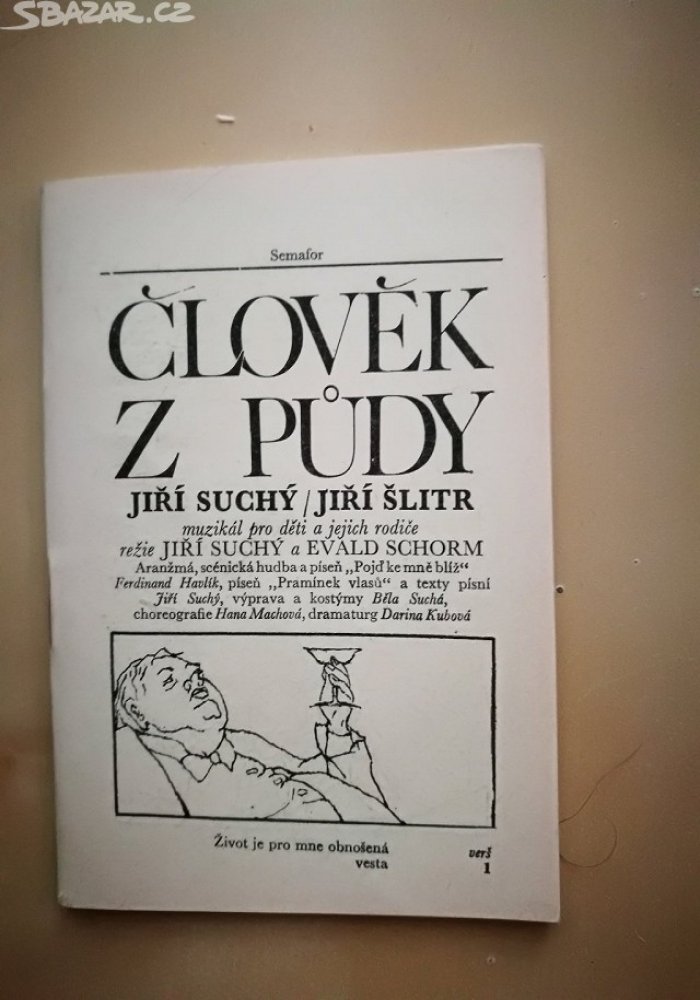 SBAZAR.CZ
Semafor
ČLOVĚK
Z PŮDY
JIŘÍ SUCHÝ / JIŘÍ ŠLITR
muzikál pro děti a jejich rodiče
režie JIŘÍ SUCHÝ a EVALD SCHORM
Aranžmá, scénická hudba a píseň „Pojď ke mně blíž“
Ferdinand Havlík, píseň „Pramínek vlasů“ a texty písní
Jiří Suchý, výprava a kostýmy Běla Suchá,
choreografie Hana Machová, dramaturg Darina Kubová
Život je pro mne obnošená
vesta
verš
1